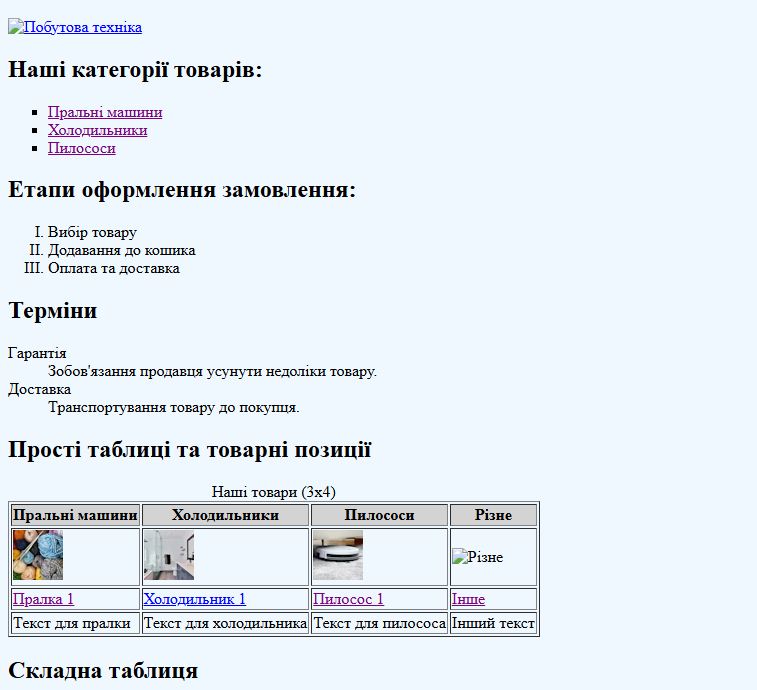 Побутова техніка
Наші категорії товарів:
Пральні машини
Холодильники
Пилососи
Етапи оформлення замовлення:
I. Вибір товару
II. Додавання до кошика
III. Оплата та доставка
Терміни
Гарантія
Зобов'язання продавця усунути недоліки товару.
Доставка
Транспортування товару до покупця.
Прості таблиці та товарні позиції
Наші товари (3x4)
Пральні машини Холодильники Пилососи Різне
Різне
Пралка 1 Холодильник 1 Пилосос 1 Інше
Текст для пралки Текст для холодильника Текст для пилососа Інший текст
Складна таблиця